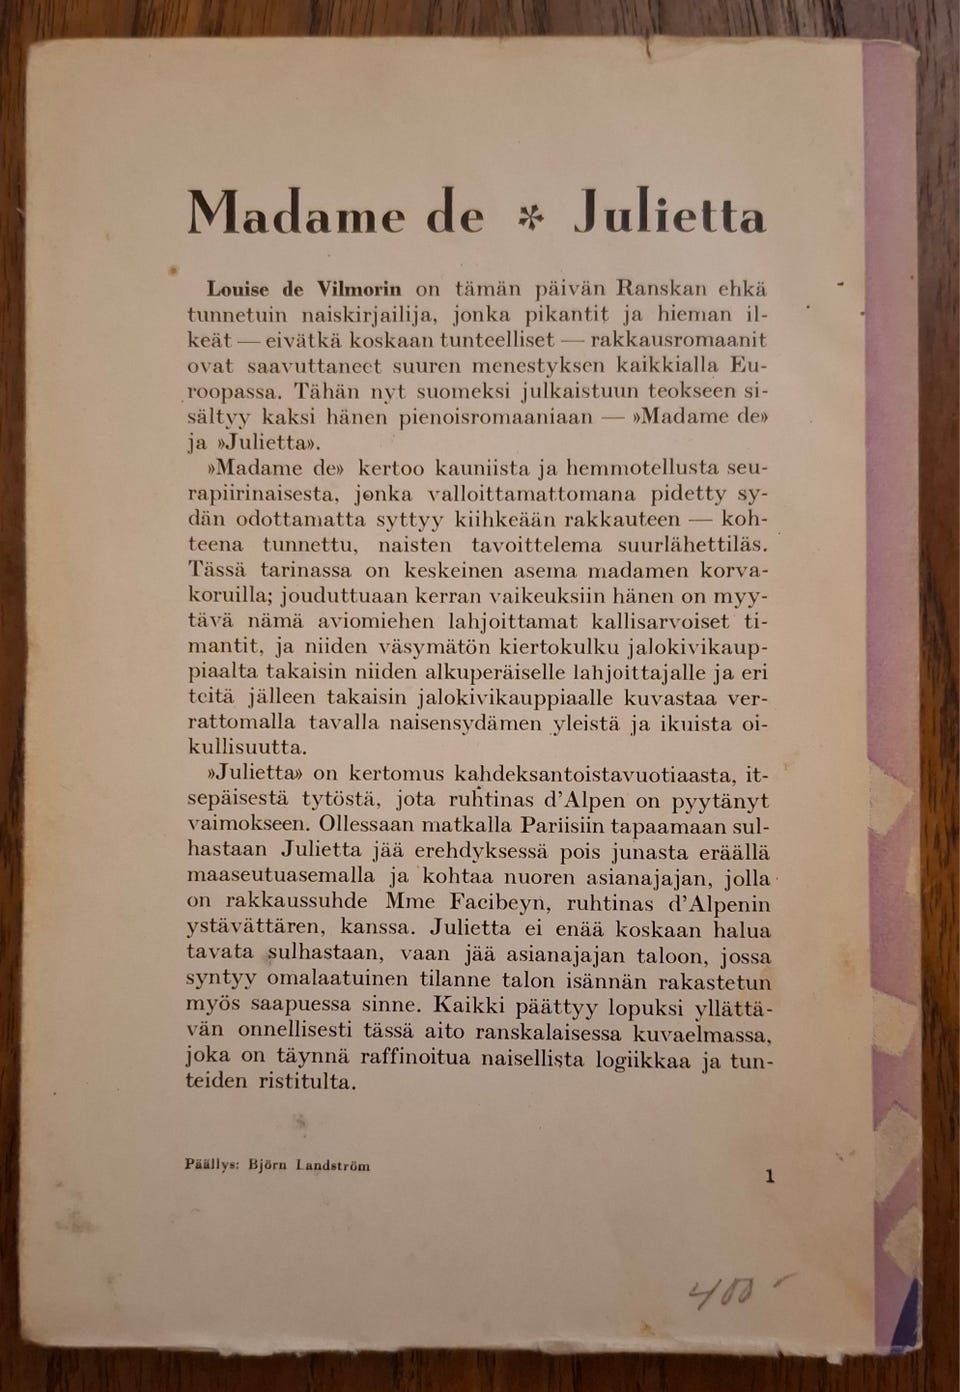 Madame de * Julietta
Louise de Vilmorin on tämän päivän Ranskan ehkä
tunnetuin naiskirjailija, jonka pikantit ja hieman il-
keät — eivätkä koskaan tunteelliset — rakkausromaanit
ovat saavuttaneet suuren menestyksen kaikkialla Eu-
roopassa. Tähän nyt suomeksi julkaistuun teokseen si-
sältyy kaksi hänen pienoisromaaniaan — »Madame de»
ja »Julietta».
»Madame de» kertoo kauniista ja hemmotellusta seu-
rapiirinaisesta, jonka valloittamattomana pidetty sy-
dän odottamatta syttyy kiihkeään rakkauteen — koh-
teena tunnettu, naisten tavoittelema suurlähettiläs.
Tässä tarinassa on keskeinen asema madamen korva-
koruilla; jouduttuaan kerran vaikeuksiin hänen on myy-
tävä nämä aviomiehen lahjoittamat kallisarvoiset ti-
mantit, ja niiden väsymätön kiertokulku jalokivikaup-
piaalta takaisin niiden alkuperäiselle lahjoittajalle ja eri
teitä jälleen takaisin jalokivikauppiaalle kuvastaa ver-
rattomalla tavalla naisensydämen yleistä ja ikuista oi-
kullisuutta.
»Julietta» on kertomus kahdeksantoistavuotiaasta, it-
sepäisestä tytöstä, jota ruhtinas d'Alpen on pyytänyt
vaimokseen. Ollessaan matkalla Pariisiin tapaamaan sul-
hastaan Julietta jää erehdyksessä pois junasta eräällä
maaseutuasemalla ja kohtaa nuoren asianajajan, jolla
on rakkaussuhde Mme Facibeyn, ruhtinas d'Alpenin
ystävättären, kanssa. Julietta ei enää koskaan halua
tavata sulhastaan, vaan jää asianajajan taloon, jossa
syntyy omalaatuinen tilanne talon isännän rakastetun
myös saapuessa sinne. Kaikki päättyy lopuksi yllättä-
vän onnellisesti tässä aito ranskalaisessa kuvaelmassa,
joka on täynnä raffinoitua naisellista logiikkaa ja tun-
teiden ristitulta.
Päällys: Björn Landström
1
400-